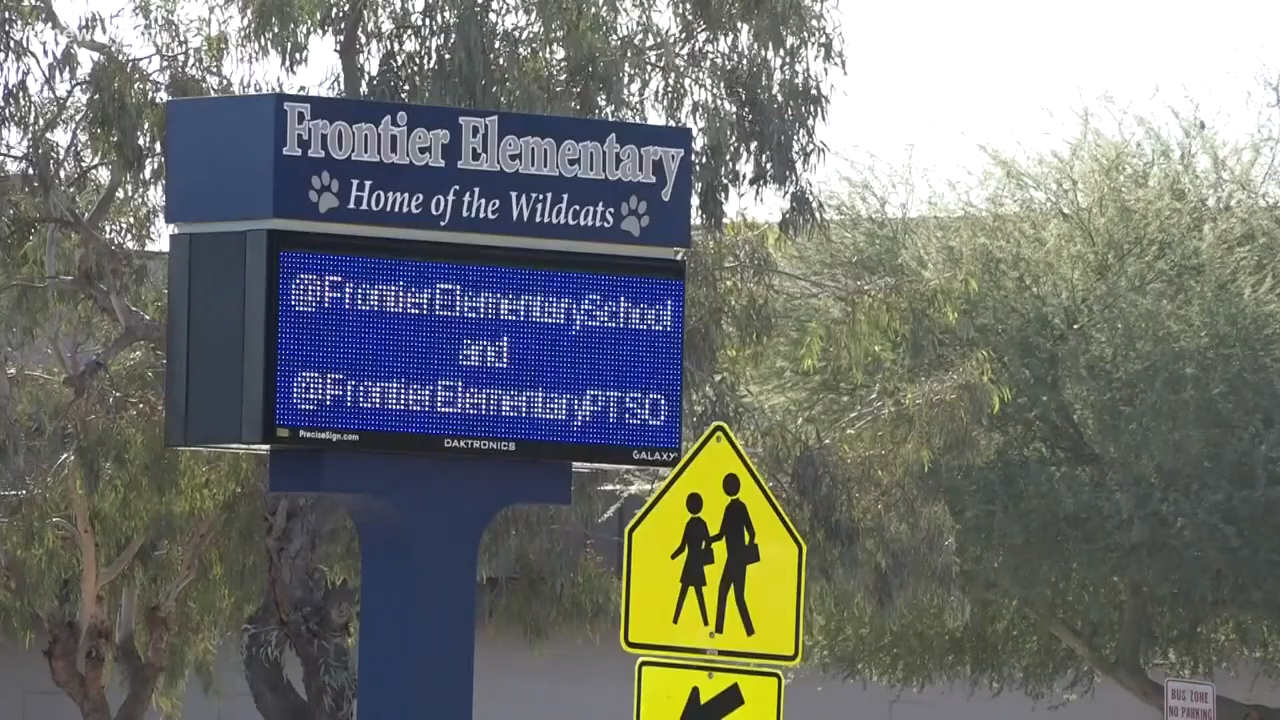 Frontier Elementary
Home of the Wildcats
@FrontierElementarySchool
and
@FrontierElementaryPTSO
PreciseSign.com
DAKTRONICS
GALAXY
BUS ZONE
NO PARKING